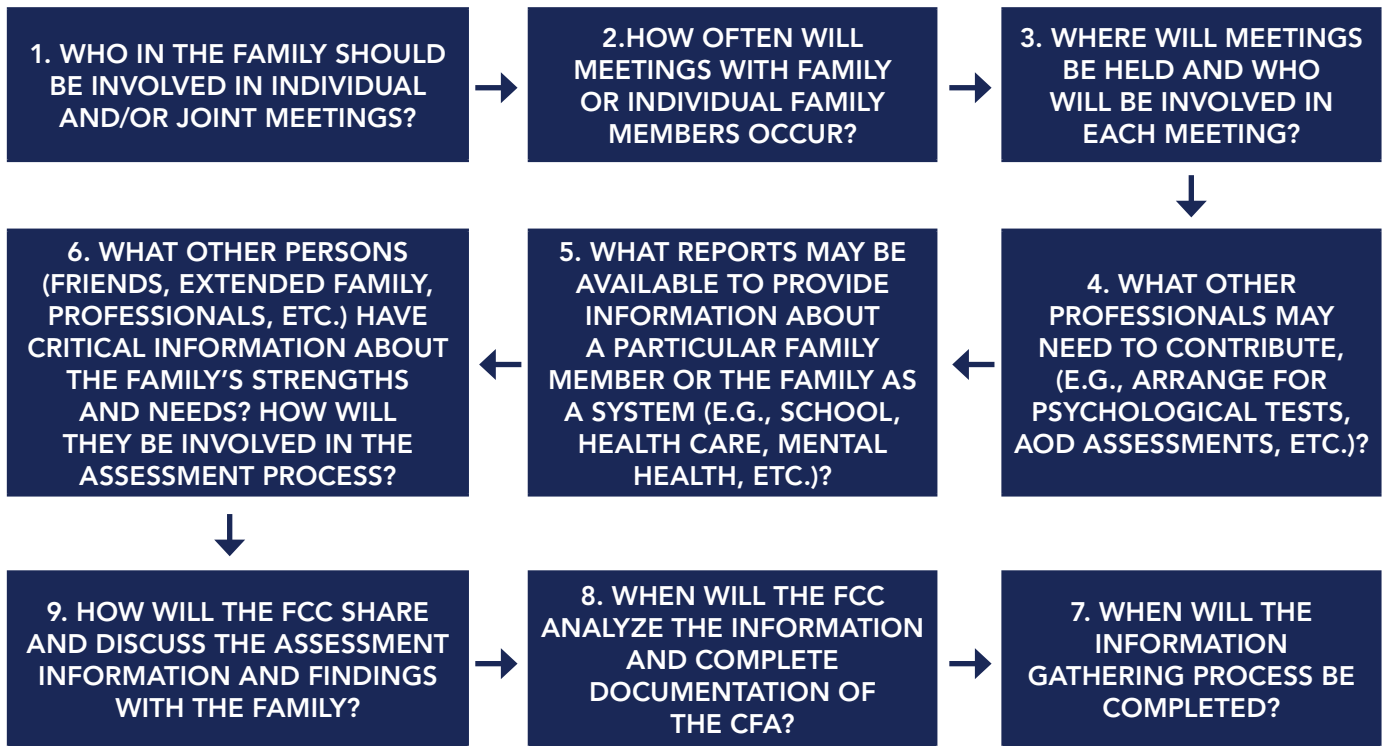 1. WHO IN THE FAMILY SHOULD
BE INVOLVED IN INDIVIDUAL
AND/OR JOINT MEETINGS?
2.HOW OFTEN WILL
MEETINGS WITH FAMILY
OR INDIVIDUAL FAMILY
MEMBERS OCCUR?
3. WHERE WILL MEETINGS
BE HELD AND WHO
WILL BE INVOLVED IN
EACH MEETING?
4. WHAT OTHER
PROFESSIONALS MAY
NEED TO CONTRIBUTE,
(E.G., ARRANGE FOR
PSYCHOLOGICAL TESTS,
AOD ASSESSMENTS, ETC.)?
5. WHAT REPORTS MAY BE
AVAILABLE TO PROVIDE
INFORMATION ABOUT
A PARTICULAR FAMILY
MEMBER OR THE FAMILY AS
A SYSTEM (E.G., SCHOOL,
HEALTH CARE, MENTAL
HEALTH, ETC.)?
6. WHAT OTHER PERSONS
(FRIENDS, EXTENDED FAMILY,
PROFESSIONALS, ETC.) HAVE
CRITICAL INFORMATION ABOUT
THE FAMILY’S STRENGTHS
AND NEEDS? HOW WILL
THEY BE INVOLVED IN THE
ASSESSMENT PROCESS?
9. HOW WILL THE FCC SHARE
AND DISCUSS THE ASSESSMENT
INFORMATION AND FINDINGS
WITH THE FAMILY?
8. WHEN WILL THE FCC
ANALYZE THE INFORMATION
AND COMPLETE
DOCUMENTATION OF
THE CFA?
7. WHEN WILL THE
INFORMATION
GATHERING PROCESS BE
COMPLETED?